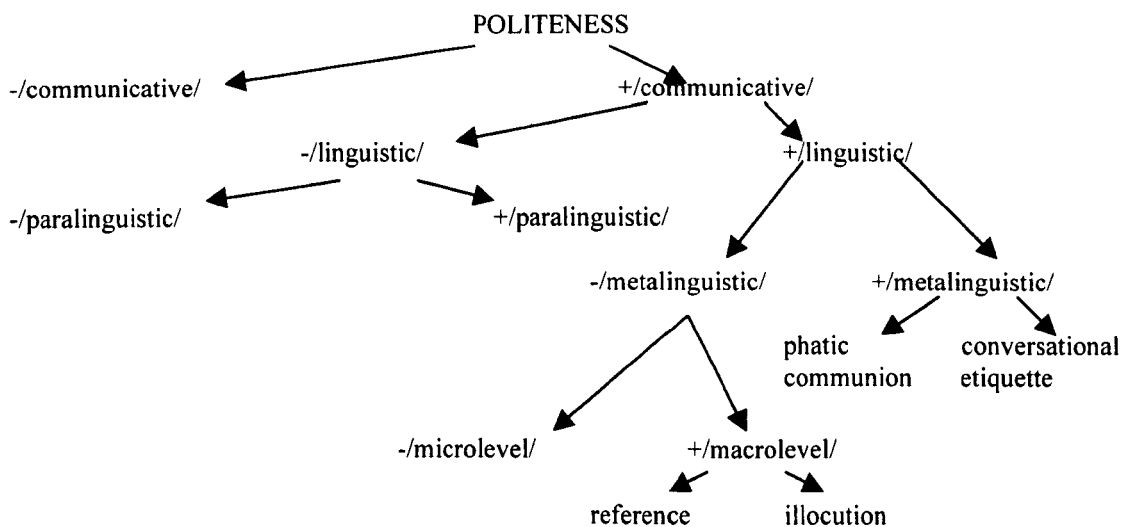 POLITENESS
-/communicative/
+/communicative/
-/linguistic/
+/linguistic/
-/paralinguistic/
+/paralinguistic/
-/metalinguistic/
+/metalinguistic/
phatic
communion
conversational
etiquette
-/microlevel/
+/macrolevel/
reference
illocution